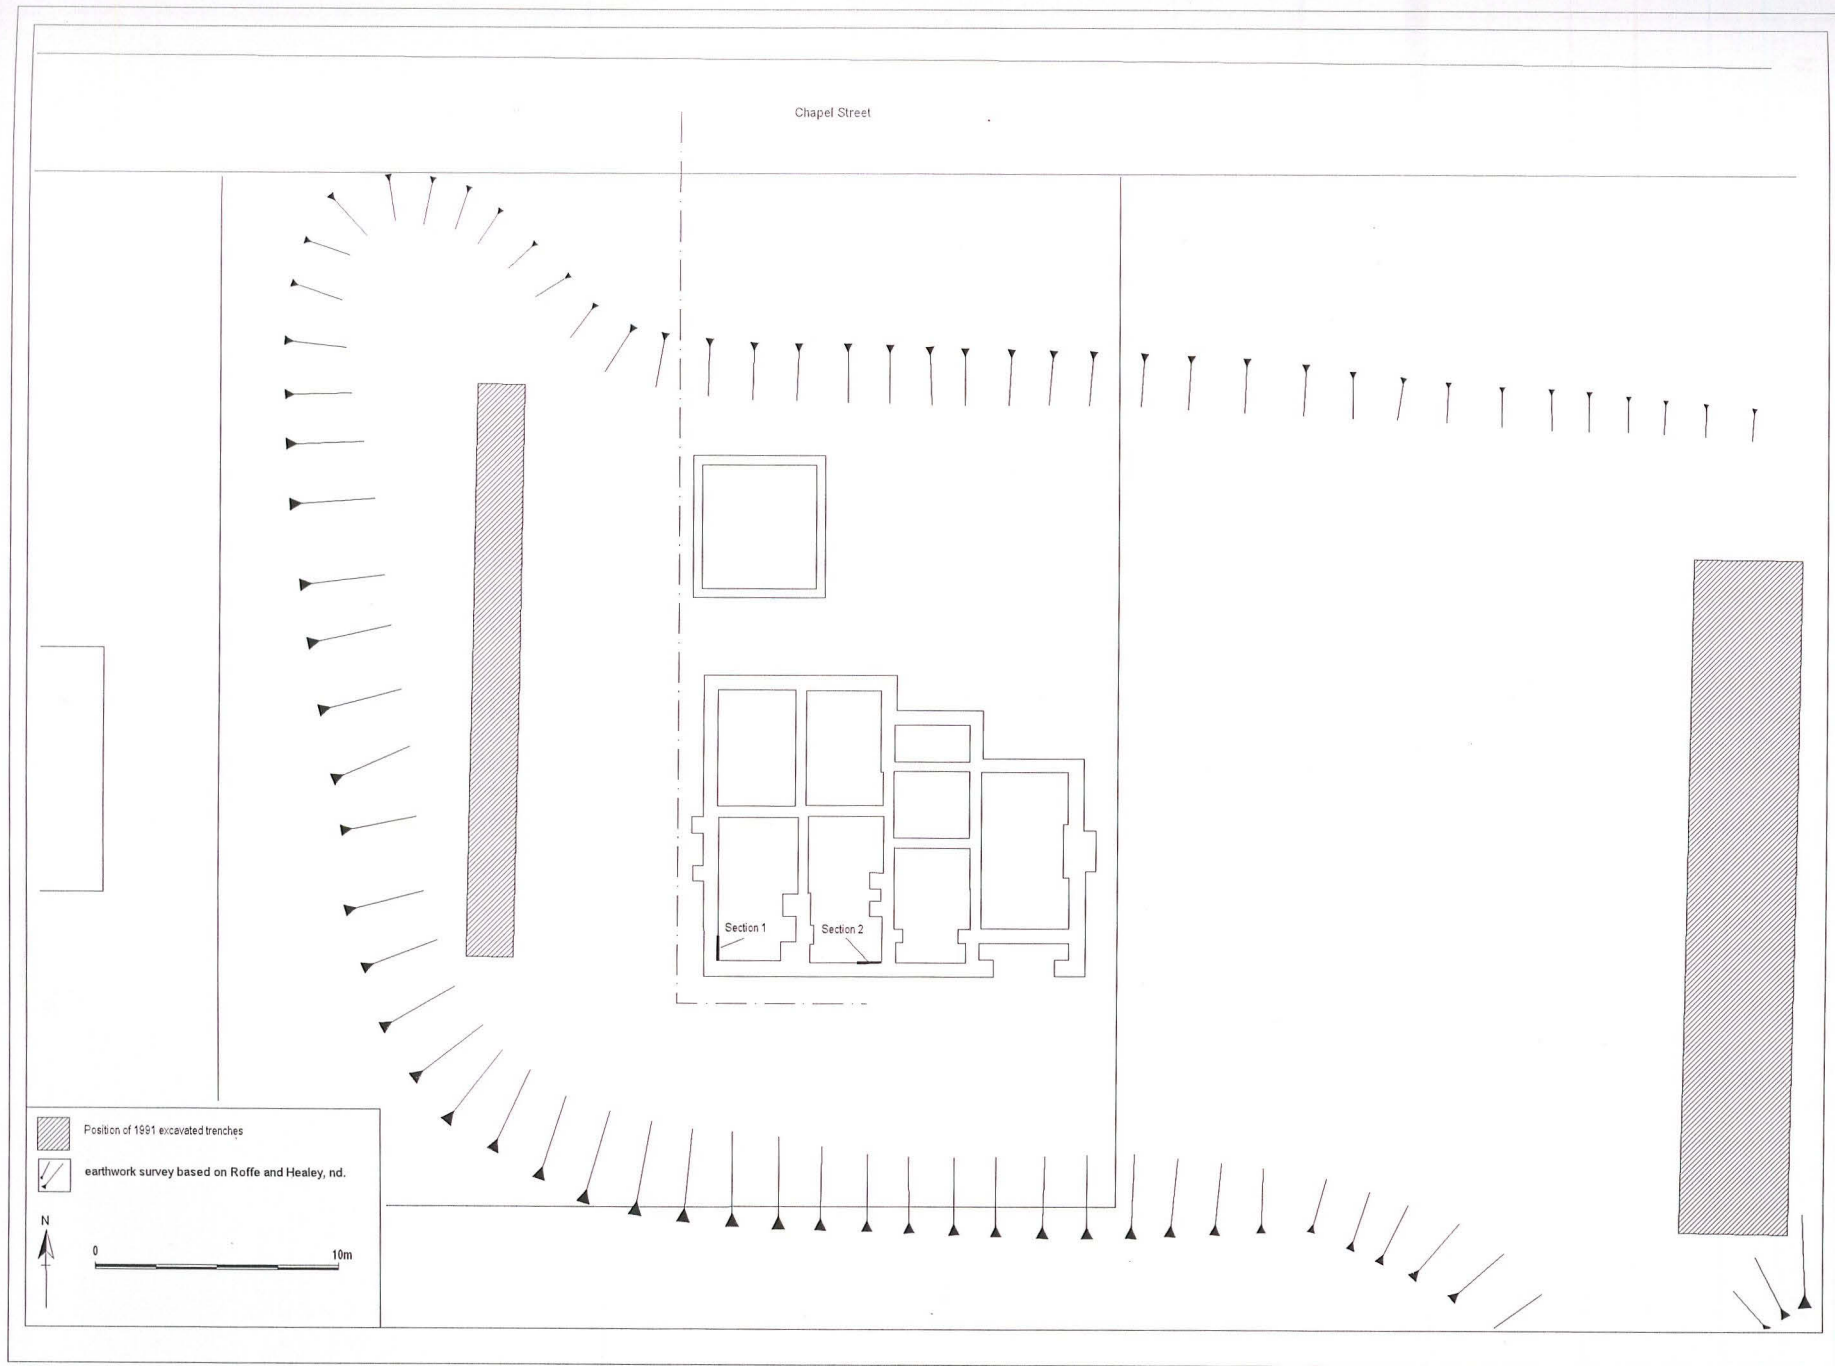 Chapel Street
Section 1
Section 2
Position of 1991 excavated trenches
earthwork survey based on Roffe and Healey, nd.
N
0
10m